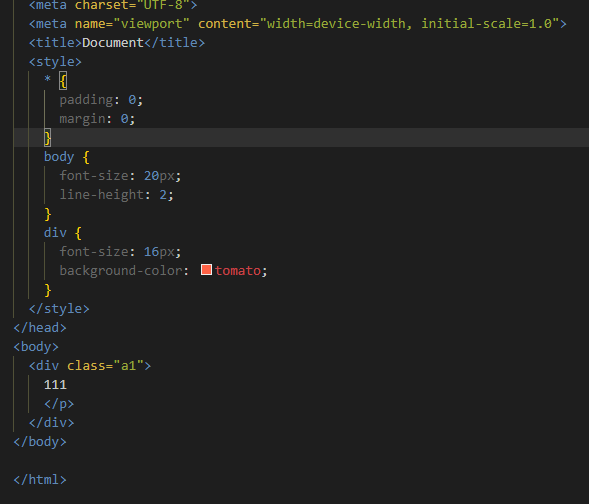 <meta charset="UTF-8">
<meta name="viewport" content="width=device-width, initial-scale=1.0">
<title>Document</title>
<style>
* {
padding: 0;
margin: 0;
}
body {
font-size: 20px;
line-height: 2;
}
div {
font-size: 16px;
background-color: tomato;
}
</style>
</head>
<body>
<div class="a1">
111
</p>
</div>
</body>
</html>